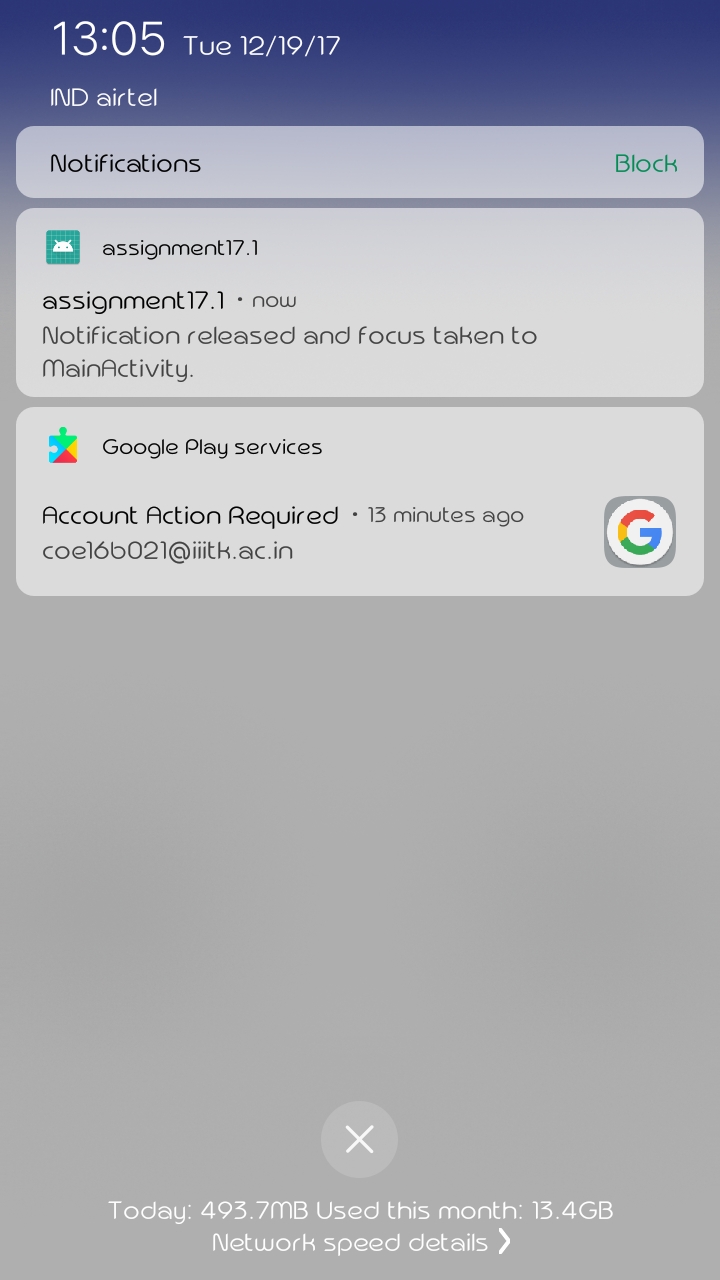 13:05 Tue 12/19/17
IND airtel
Notifications Block
assignment17.1
assignment17.1 • now
Notification released and focus taken to
MainActivity.
Google Play services
Account Action Required • 13 minutes ago
coe16b021@iiitk.ac.in
Today: 493.7MB Used this month: 13.4GB
Network speed details ❯